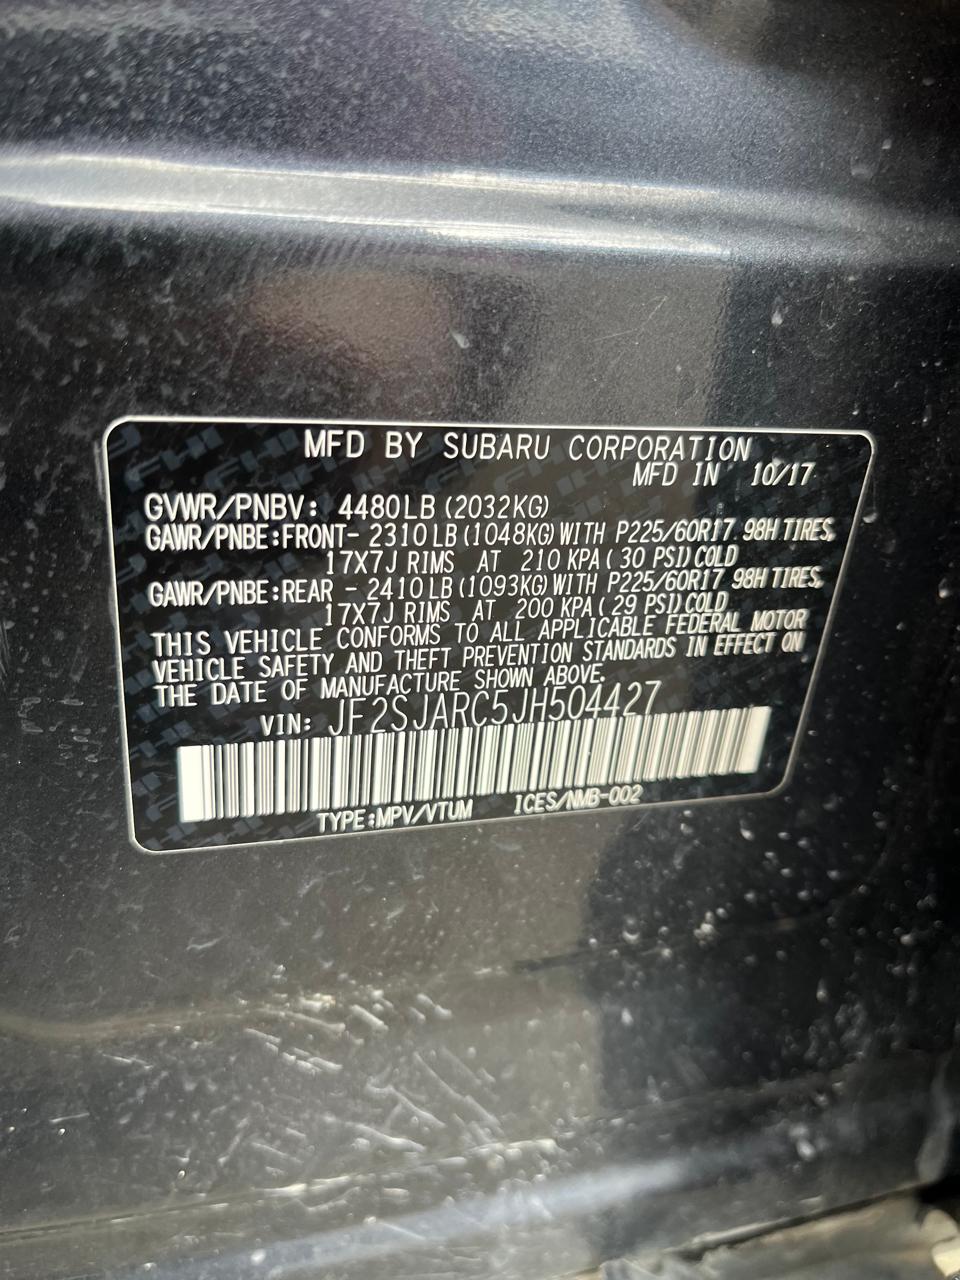 MFD BY SUBARU CORPORATION
MFD IN 10/17
GVWR/PNBV: 4480LB (2032KG)
GAWR/PNBE:FRONT- 2310LB (1048KG) WITH P225/60R17 98H TIRES,
17X7J RIMS AT 210 KPA ( 30 PSI) COLD
GAWR/PNBE:REAR - 2410LB (1093KG) WITH P225/60R17 98H TIRES,
17X7J RIMS AT 200 KPA ( 29 PSI) COLD
THIS VEHICLE CONFORMS TO ALL APPLICABLE FEDERAL MOTOR
VEHICLE SAFETY AND THEFT PREVENTION STANDARDS IN EFFECT ON
THE DATE OF MANUFACTURE SHOWN ABOVE.
VIN: JF2SJARC5JH504427
TYPE:MPV/VTUM ICES/NMB-002